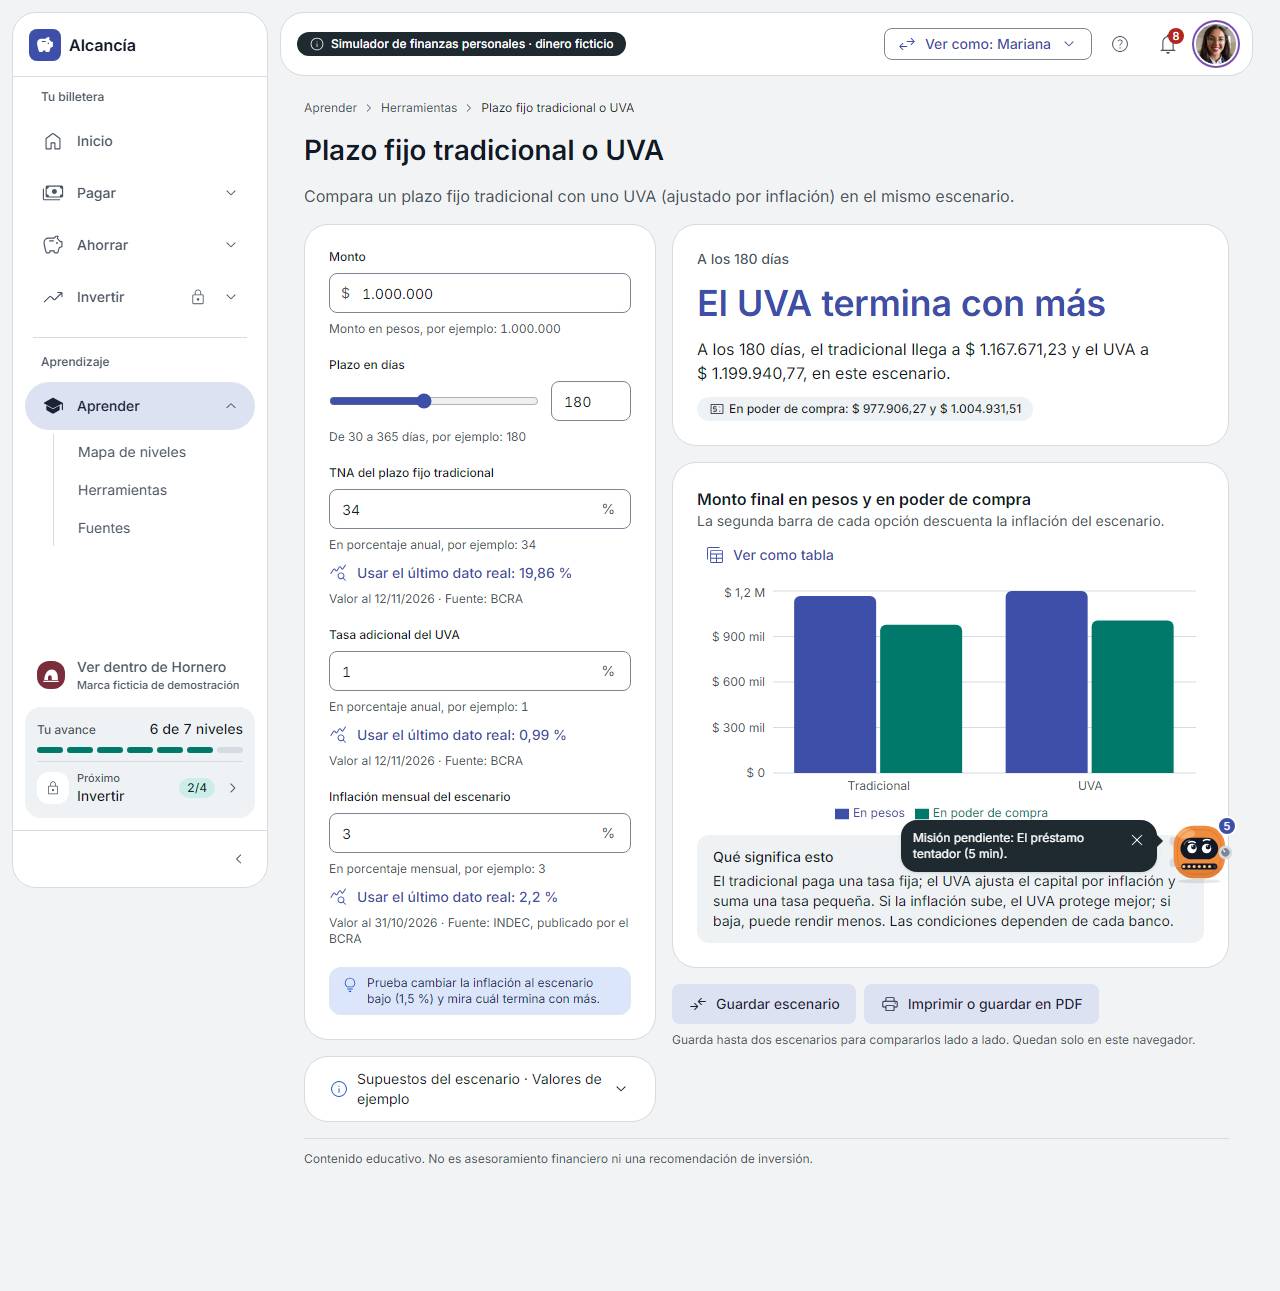 Alcancía
Simulador de finanzas personales · dinero ficticio
Ver como: Mariana
8
Tu billetera
Inicio
Pagar
Ahorrar
Invertir
Aprendizaje
Aprender
Mapa de niveles
Herramientas
Fuentes
Ver dentro de Hornero
Marca ficticia de demostración
Tu avance 6 de 7 niveles
Próximo
Invertir
2/4
Aprender > Herramientas > Plazo fijo tradicional o UVA
Plazo fijo tradicional o UVA
Compara un plazo fijo tradicional con uno UVA (ajustado por inflación) en el mismo escenario.
Monto
$ 1.000.000
Monto en pesos, por ejemplo: 1.000.000
Plazo en días
180
De 30 a 365 días, por ejemplo: 180
TNA del plazo fijo tradicional
34 %
En porcentaje anual, por ejemplo: 34
Usar el último dato real: 19,86 %
Valor al 12/11/2026 · Fuente: BCRA
Tasa adicional del UVA
1 %
En porcentaje anual, por ejemplo: 1
Usar el último dato real: 0,99 %
Valor al 12/11/2026 · Fuente: BCRA
Inflación mensual del escenario
3 %
En porcentaje mensual, por ejemplo: 3
Usar el último dato real: 2,2 %
Valor al 31/10/2026 · Fuente: INDEC, publicado por el
BCRA
Prueba cambiar la inflación al escenario
bajo (1,5 %) y mira cuál termina con más.
Supuestos del escenario · Valores de
ejemplo
A los 180 días
El UVA termina con más
A los 180 días, el tradicional llega a $ 1.167.671,23 y el UVA a
$ 1.199.940,77, en este escenario.
En poder de compra: $ 977.906,27 y $ 1.004.931,51
Monto final en pesos y en poder de compra
La segunda barra de cada opción descuenta la inflación del escenario.
Ver como tabla
$ 1,2 M
$ 900 mil
$ 600 mil
$ 300 mil
$ 0
Tradicional UVA
En pesos En poder de compra
Misión pendiente: El préstamo
tentador (5 min).
5
Qué significa esto
El tradicional paga una tasa fija; el UVA ajusta el capital por inflación y
suma una tasa pequeña. Si la inflación sube, el UVA protege mejor; si
baja, puede rendir menos. Las condiciones dependen de cada banco.
Guardar escenario
Imprimir o guardar en PDF
Guarda hasta dos escenarios para compararlos lado a lado. Quedan solo en este navegador.
Contenido educativo. No es asesoramiento financiero ni una recomendación de inversión.